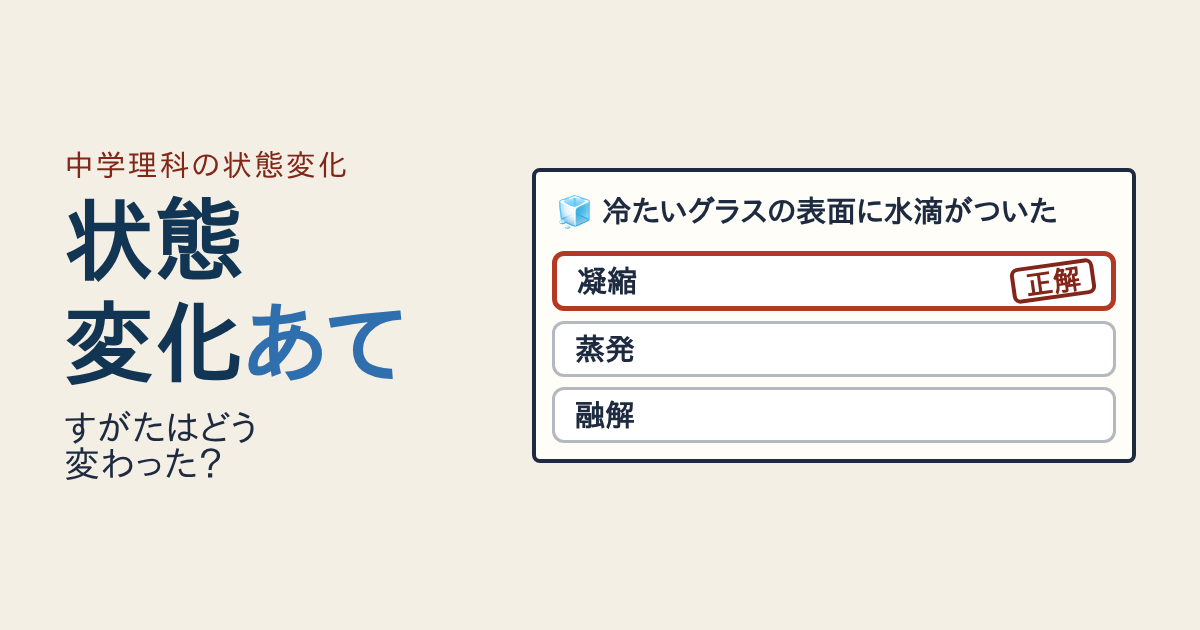 中学理科の状態変化
状態
変化あて
すがたはどう
変わった？
🧊 冷たいグラスの表面に水滴がついた
凝縮
正解
蒸発
融解